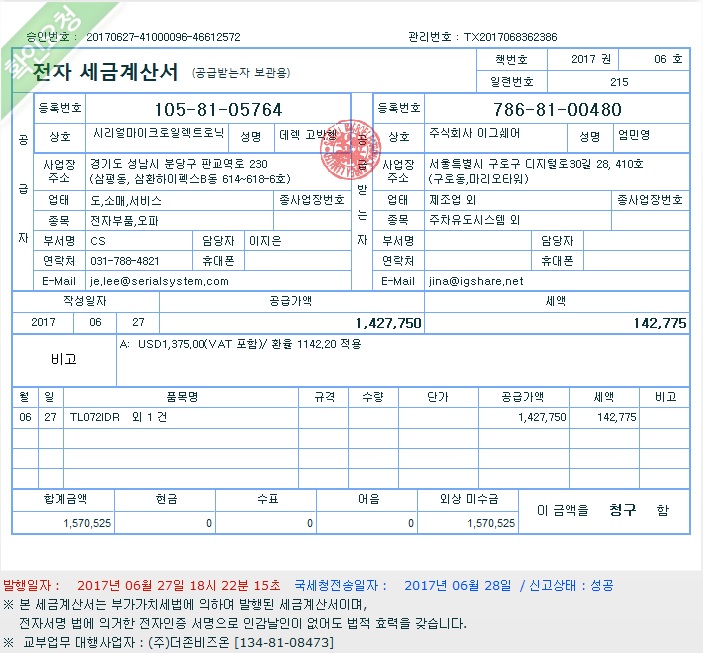 확인요청
승인번호 : 20170627-41000096-46612572 관리번호 : TX2017068362386
전자 세금계산서 (공급받는자 보관용) 책번호 2017 권 06 호
일련번호 215
공급자 등록번호 105-81-05764 공급받는자 등록번호 786-81-00480
상호 시리얼마이크로일렉트로닉 성명 데렉 고 상호 주식회사 이그쉐어 성명 엄민영
사업장 주소 경기도 성남시 분당구 판교역로 230 사업장 주소 서울특별시 구로구 디지털로30길 28, 410호
(삼평동, 삼환하이펙스B동 614~618-6호) (구로동,마리오타워)
업태 도,소매,서비스 종사업장번호 업태 제조업 외 종사업장번호
종목 전자부품,오파 종목 주차유도시스템 외
부서명 CS 담당자 이지은 부서명 담당자
연락처 031-788-4821 휴대폰 연락처 휴대폰
E-Mail je.lee@serialsystem.com E-Mail jina@igshare.net
작성일자 공급가액 세액
2017 06 27 1,427,750 142,775
비고 A: USD1,375,00(VAT 포함)/ 환율 1142,20 적용
월 일 품목명 규격 수량 단가 공급가액 세액 비고
06 27 TL072IDR 외 1 건 1,427,750 142,775
합계금액 현금 수표 어음 외상 미수금 이 금액을 청구 함
1,570,525 0 0 0 1,570,525
발행일자 : 2017년 06월 27일 18시 22분 15초 국세청전송일자 : 2017년 06월 28일 / 신고상태 : 성공
※ 본 세금계산서는 부가가치세법에 의하여 발행된 세금계산서이며,
전자서명 법에 의거한 전자인증 서명으로 인감날인이 없어도 법적 효력을 갖습니다.
※ 교부업무 대행사업자 : (주)더존비즈온 [134-81-08473]